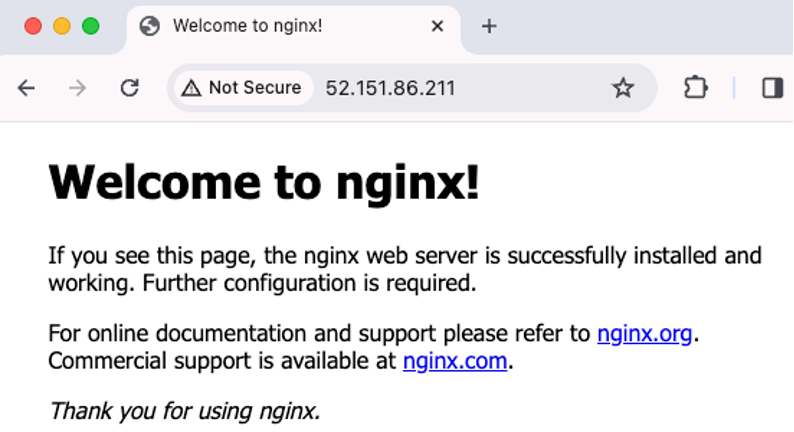 Welcome to nginx!
Not Secure 52.151.86.211
Welcome to nginx!
If you see this page, the nginx web server is successfully installed and
working. Further configuration is required.
For online documentation and support please refer to nginx.org.
Commercial support is available at nginx.com.
Thank you for using nginx.